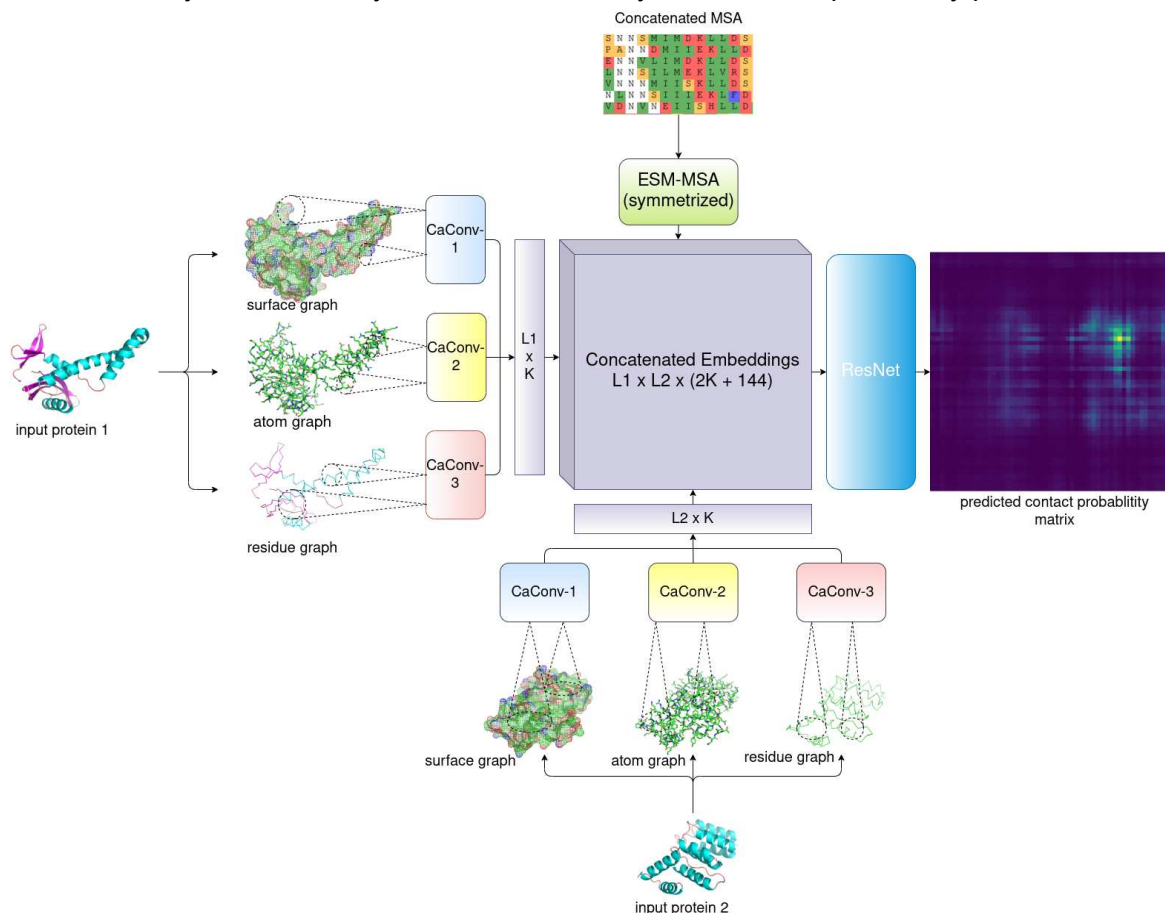 Concatenated MSA
S N N S M I M D K L L D S
P A N N D M I I E K L L D
E N N V L I M D K L L D S
L N N S I L M E K L V R S
V N N N M I I S K L L D S
N L N N S I I I E K L F D
V D N V N E I I S H L L D
ESM-MSA
(symmetrized)
CaConv-
1
surface graph
CaConv-
2
atom graph
CaConv-
3
residue graph
input protein 1
L1
x
K
Concatenated Embeddings
L1 x L2 x (2K + 144)
ResNet
predicted contact probablitity
matrix
L2 x K
CaConv-1
CaConv-2
CaConv-3
surface graph
atom graph
residue graph
input protein 2